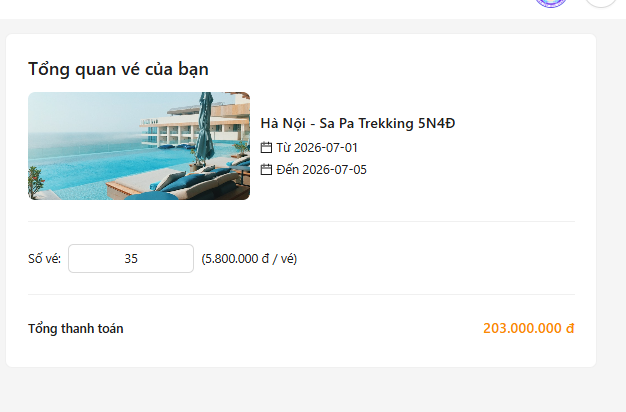 Tổng quan vé của bạn
Hà Nội - Sa Pa Trekking 5N4Đ
Từ 2026-07-01
Đến 2026-07-05
Số vé: 35 (5.800.000 đ / vé)
Tổng thanh toán 203.000.000 đ